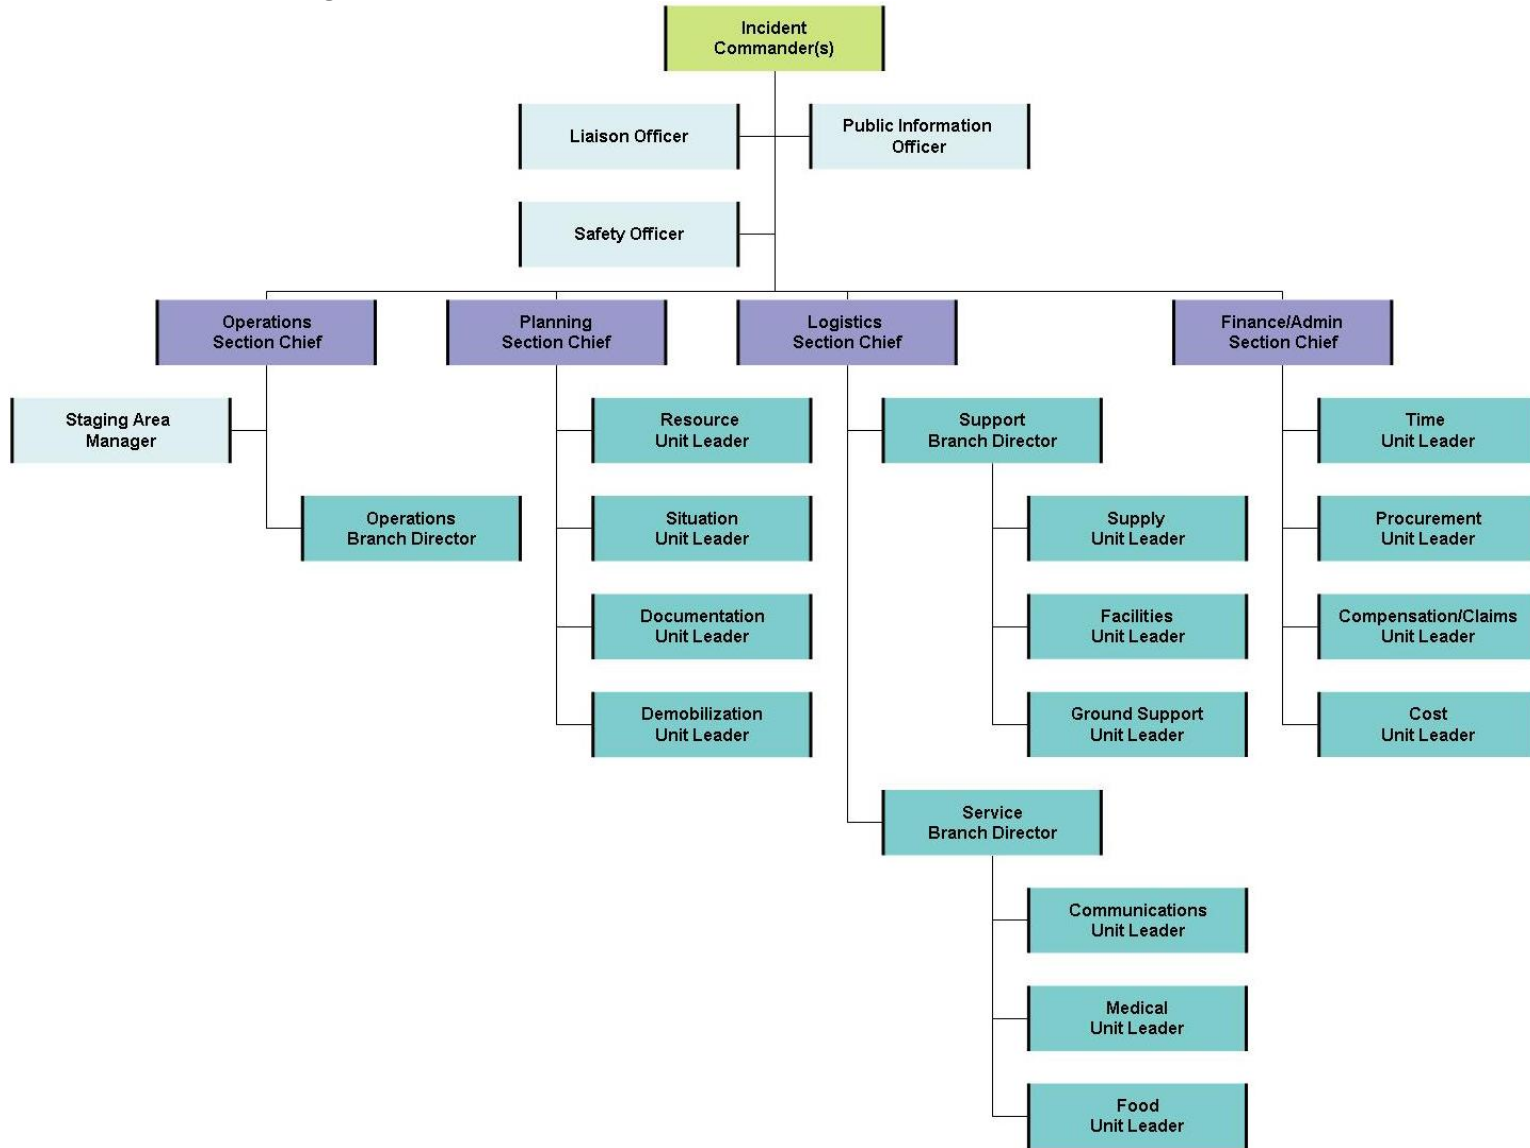 Incident
Commander(s)
Liaison Officer
Public Information
Officer
Safety Officer
Operations
Section Chief
Planning
Section Chief
Logistics
Section Chief
Finance/Admin
Section Chief
Staging Area
Manager
Resource
Unit Leader
Support
Branch Director
Time
Unit Leader
Operations
Branch Director
Situation
Unit Leader
Supply
Unit Leader
Procurement
Unit Leader
Documentation
Unit Leader
Facilities
Unit Leader
Compensation/Claims
Unit Leader
Demobilization
Unit Leader
Ground Support
Unit Leader
Cost
Unit Leader
Service
Branch Director
Communications
Unit Leader
Medical
Unit Leader
Food
Unit Leader